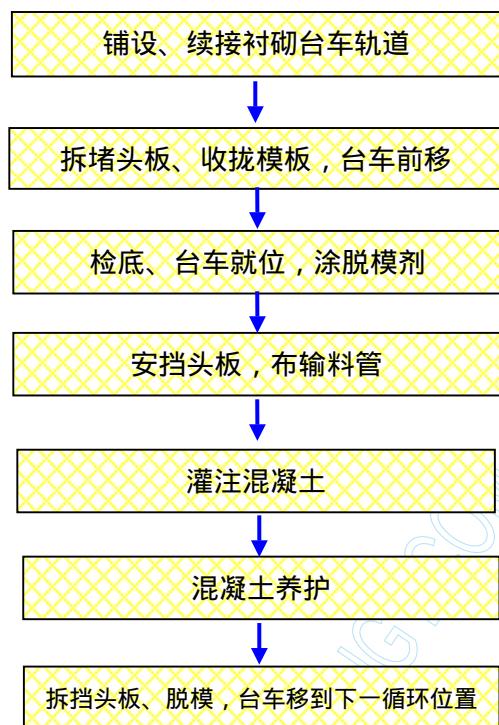 铺设、续接衬砌台车轨道
拆堵头板、收拢模板，台车前移
检底、台车就位，涂脱模剂
安挡头板，布输料管
灌注混凝土
混凝土养护
拆挡头板、脱模，台车移到下一循环位置